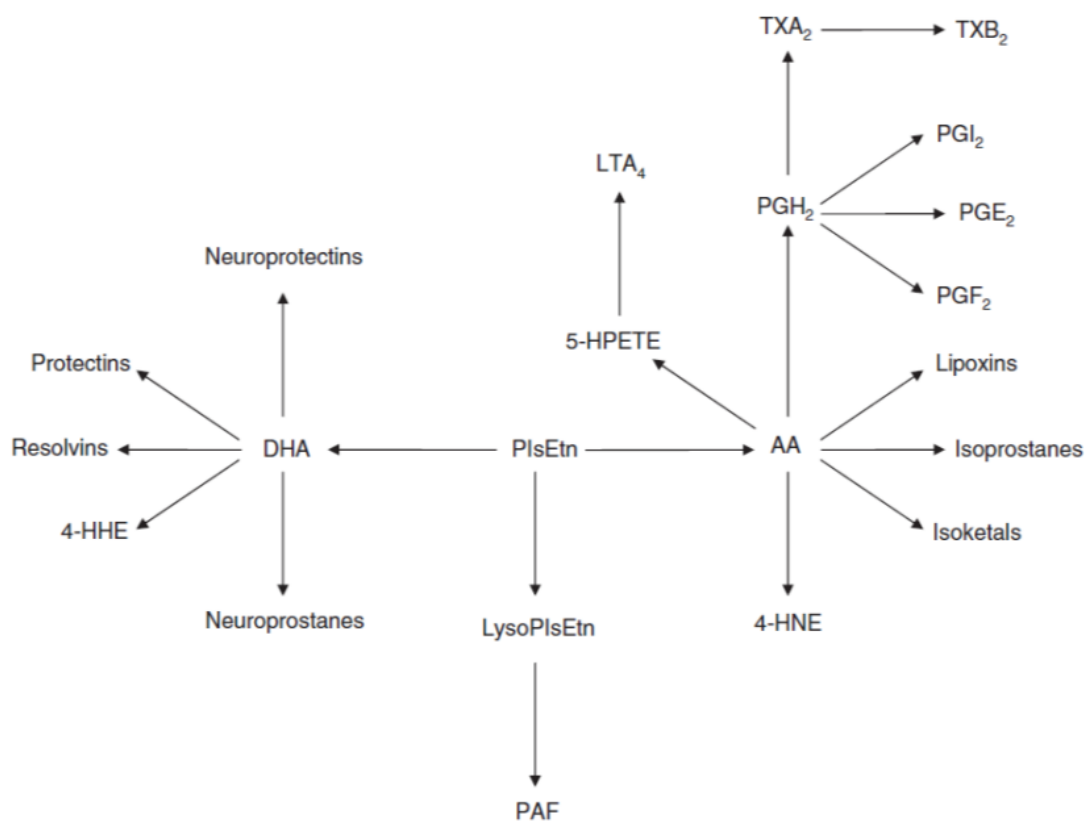 TXA₂
TXB₂
PGI₂
LTA₄
PGH₂
PGE₂
Neuroprotectins
PGF₂
5-HPETE
Protectins
Lipoxins
Resolvins
DHA
PlsEtn
AA
Isoprostanes
4-HHE
Isoketals
Neuroprostanes
LysoPlsEtn
4-HNE
PAF